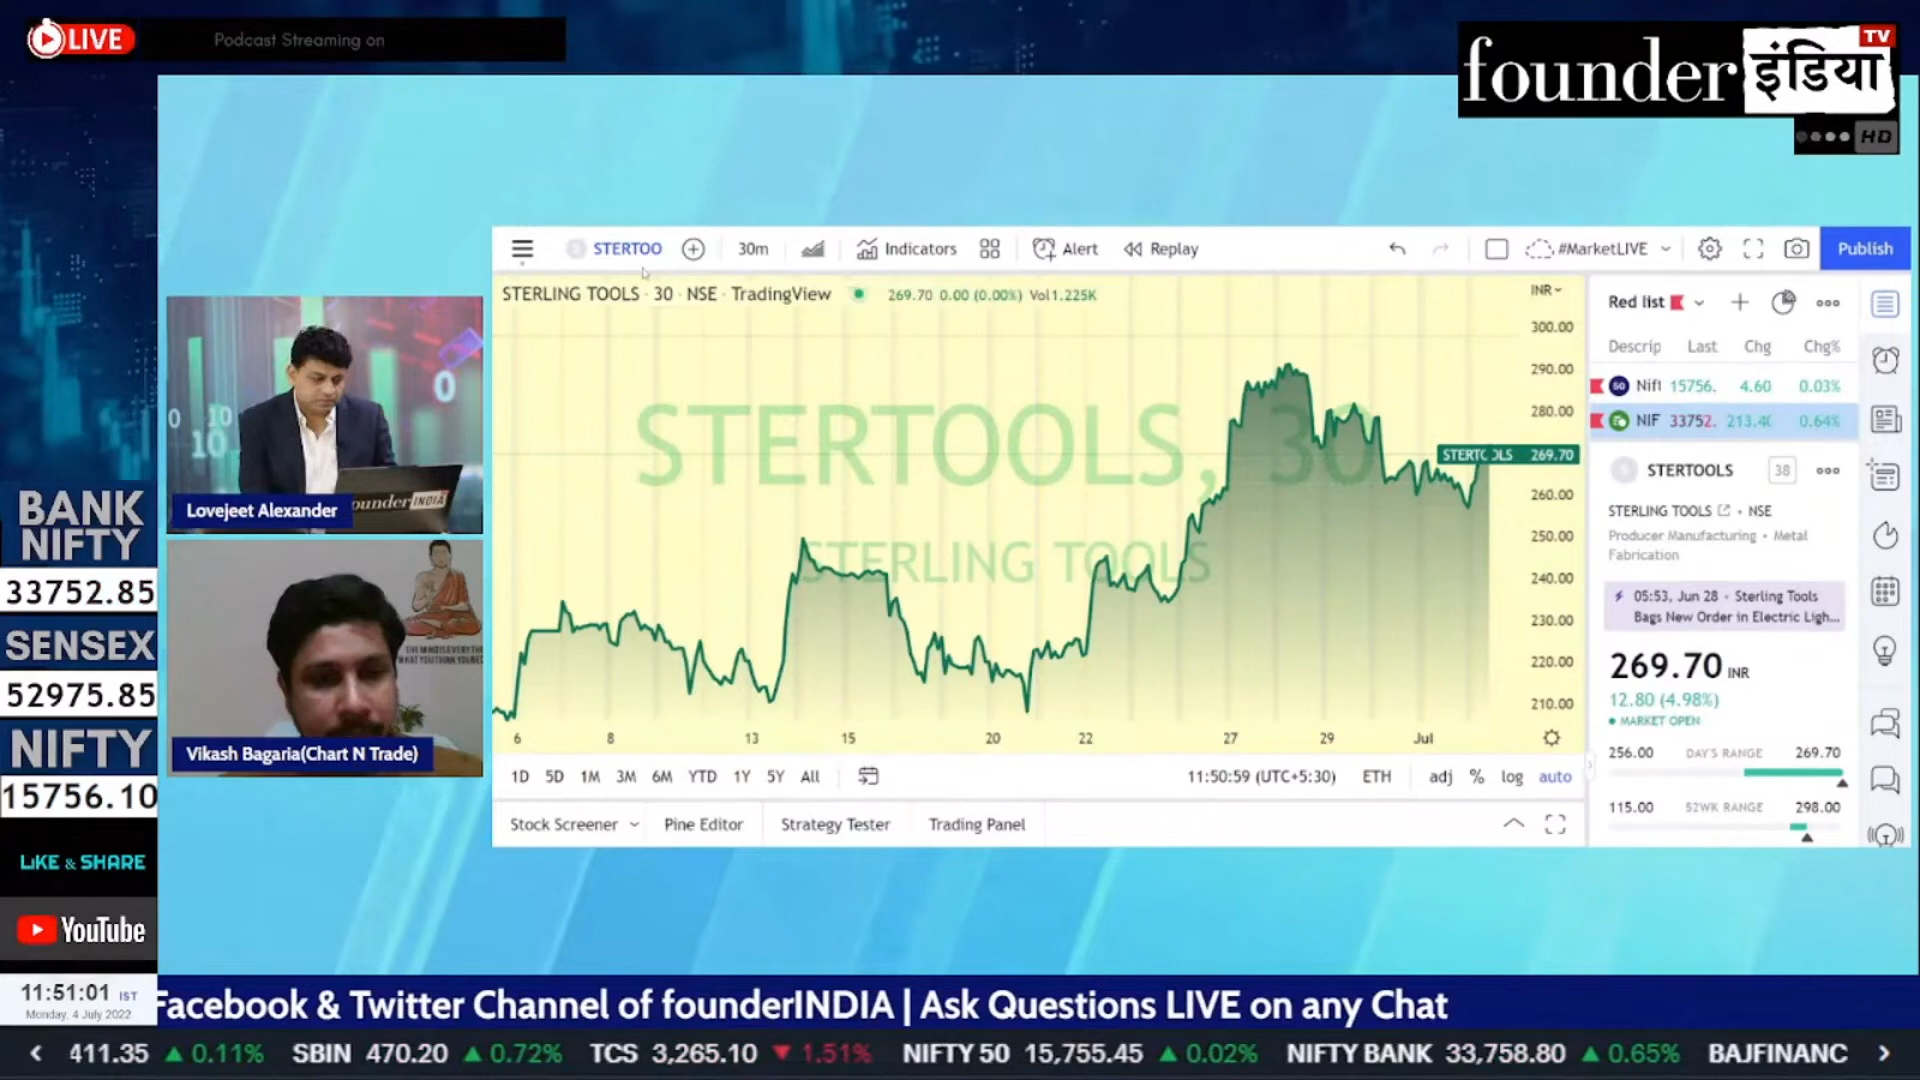 LIVE
Podcast Streaming on
founder इंडिया TV
HD
STERTOO
30m
Indicators
Alert
Replay
#MarketLIVE
Publish
STERLING TOOLS · 30 · NSE · TradingView
269.70 0.00 (0.00%) Vol1.225K
INR
300.00
290.00
280.00
260.00
250.00
240.00
230.00
220.00
210.00
STERTOOLS, 30
STERLING TOOLS
269.70
6 8 13 15 20 22 27 29 Jul
1D 5D 1M 3M 6M YTD 1Y 5Y All
11:50:59 (UTC+5:30) ETH adj % log auto
Stock Screener Pine Editor Strategy Tester Trading Panel
Red list
Descrip Last Chg Chg%
50 Nif 15756. 4.60 0.03%
NIF 33752. 213.4 0.64%
STERTOOLS 38
STERLING TOOLS · NSE
Producer Manufacturing · Metal
Fabrication
05:53, Jun 28 - Sterling Tools
Bags New Order in Electric Ligh...
269.70 INR
12.80 (4.98%)
MARKET OPEN
256.00 DAY'S RANGE 269.70
115.00 52WK RANGE 298.00
0 10
10
0
founder INDIA
Lovejeet Alexander
Vikash Bagaria(Chart N Trade)
BANK
NIFTY
33752.85
SENSEX
52975.85
NIFTY
15756.10
LIKE & SHARE
YouTube
11:51:01 IST
Monday, 4 July 2022
Facebook & Twitter Channel of founderINDIA | Ask Questions LIVE on any Chat
411.35 ▲ 0.11% SBIN 470.20 ▲ 0.72% TCS 3,265.10 ▼ 1.51% NIFTY 50 15,755.45 ▲ 0.02% NIFTY BANK 33,758.80 ▲ 0.65% BAJFINANC